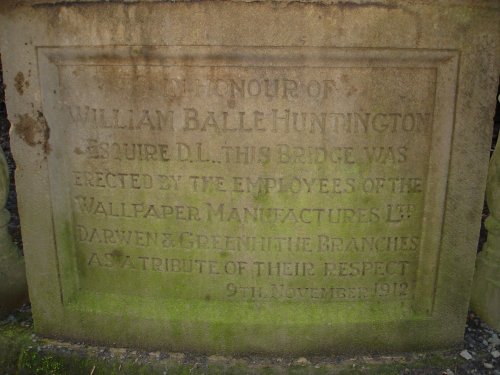 IN HONOUR OF
WILLIAM BALLE HUNTINGTON
ESQUIRE D.L., THIS BRIDGE WAS
ERECTED BY THE EMPLOYEES OF THE
WALLPAPER MANUFACTURES LTD
DARWEN & GREENHITHE BRANCHES
AS A TRIBUTE OF THEIR RESPECT
9TH NOVEMBER 1912